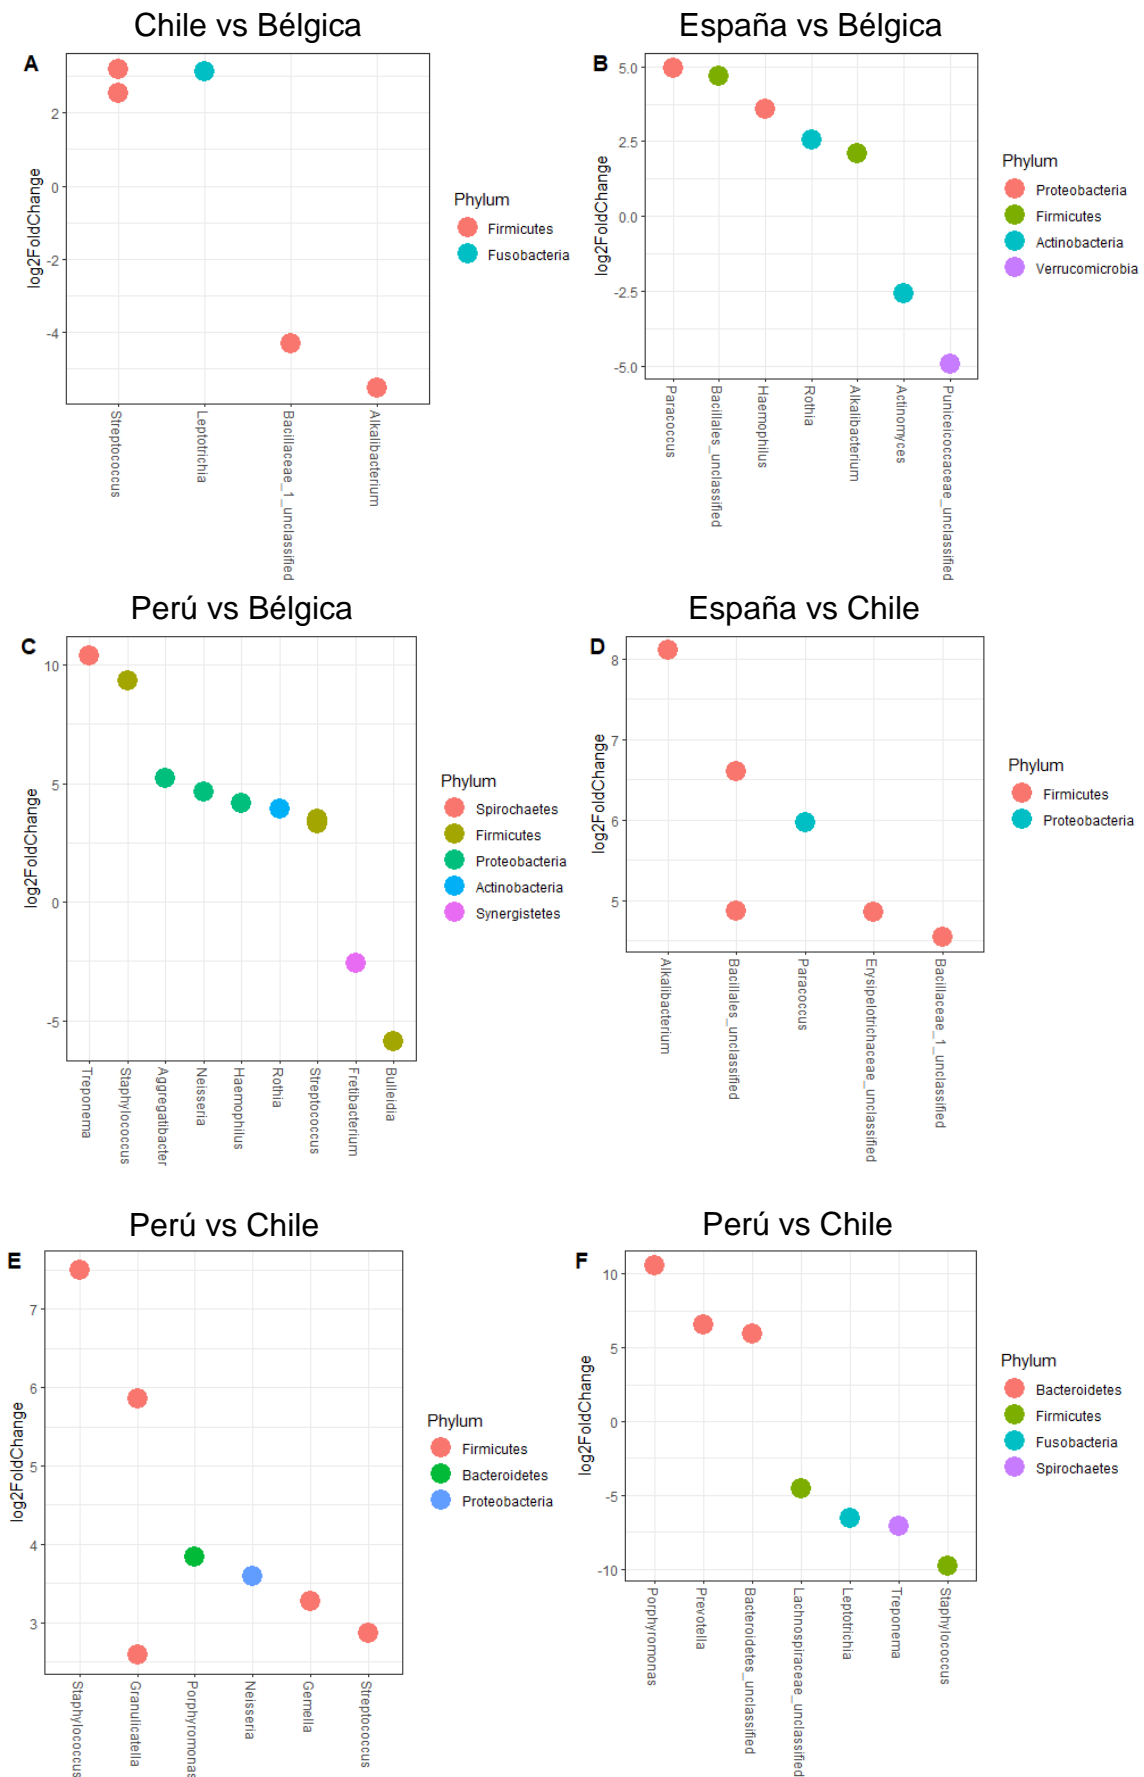 Chile vs Bélgica
A
log2FoldChange
2
0
-2
-4
Streptococcus
Leptotrichia
Bacillaceae_1_unclassified
Alkalibacterium
Phylum
Firmicutes
Fusobacteria
España vs Bélgica
B
log2FoldChange
5.0
2.5
0.0
-2.5
-5.0
Paracoccus
Bacillales_unclassified
Haemophilus
Rothia
Alkalibacterium
Actinomyces
Puniceicoccaceae_unclassified
Phylum
Proteobacteria
Firmicutes
Actinobacteria
Verrucomicrobia
Perú vs Bélgica
C
log2FoldChange
10
5
0
-5
Treponema
Staphylococcus
Aggregatibacter
Neisseria
Haemophilus
Rothia
Streptococcus
Fretibacterium
Bulleidia
Phylum
Spirochaetes
Firmicutes
Proteobacteria
Actinobacteria
Synergistetes
España vs Chile
D
log2FoldChange
8
7
6
5
Alkalibacterium
Bacillales_unclassified
Paracoccus
Erysipelotrichaceae_unclassified
Bacillaceae_1_unclassified
Phylum
Firmicutes
Proteobacteria
Perú vs Chile
E
log2FoldChange
7
6
5
4
3
Staphylococcus
Granulicatella
Porphyromonas
Neisseria
Gemella
Streptococcus
Phylum
Firmicutes
Bacteroidetes
Proteobacteria
Perú vs Chile
F
log2FoldChange
10
5
0
-5
-10
Porphyromonas
Prevotella
Bacteroidetes_unclassified
Lachnospiraceae_unclassified
Leptotrichia
Treponema
Staphylococcus
Phylum
Bacteroidetes
Firmicutes
Fusobacteria
Spirochaetes